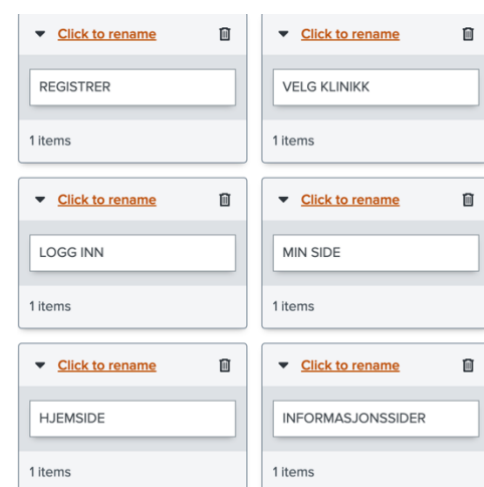 Click to rename
Click to rename
REGISTRER
VELG KLINIKK
1 items
1 items
Click to rename
Click to rename
LOGG INN
MIN SIDE
1 items
1 items
Click to rename
Click to rename
HJEMSIDE
INFORMASJONSSIDER
1 items
1 items